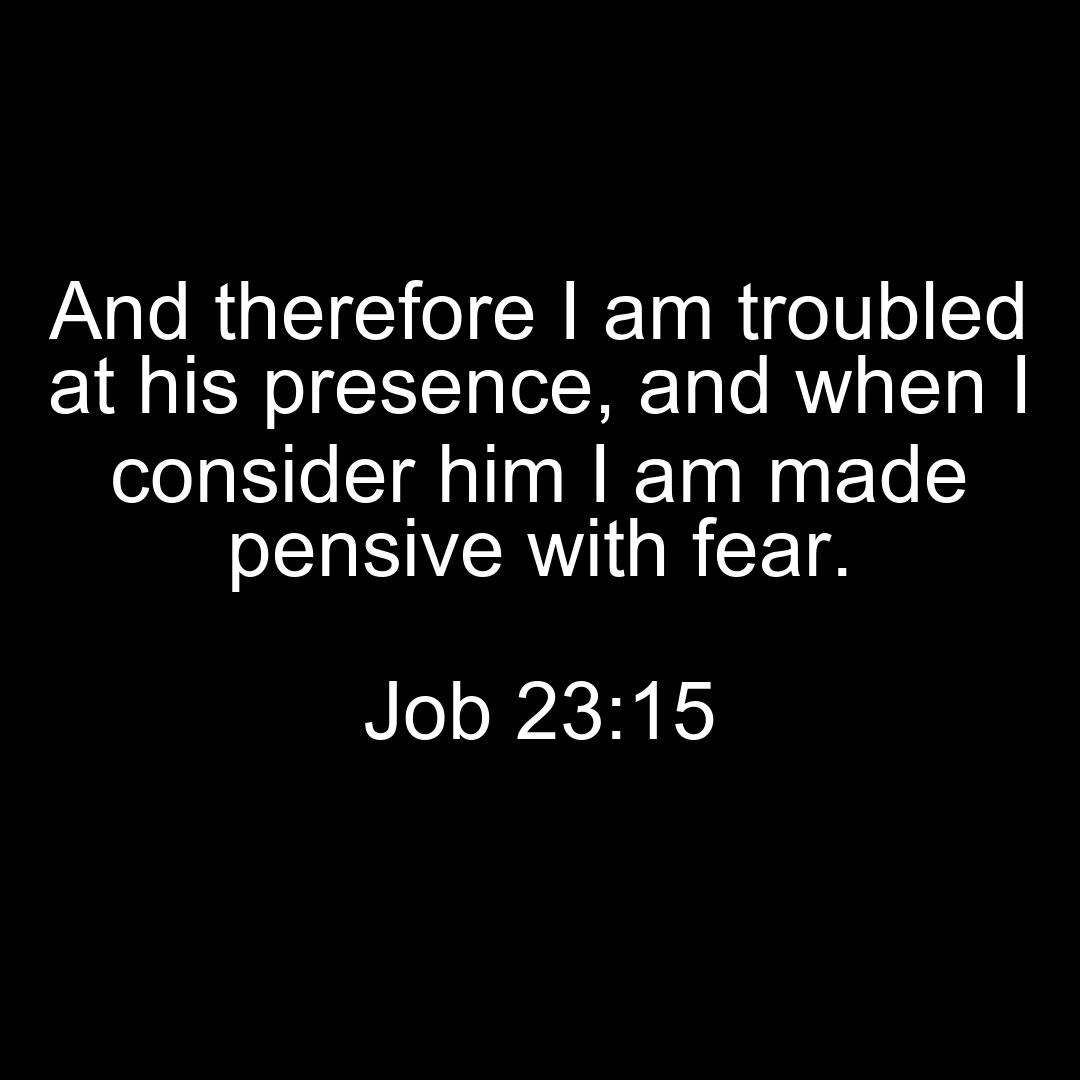 And therefore I am troubled
at his presence, and when I
consider him I am made
pensive with fear.
Job 23:15